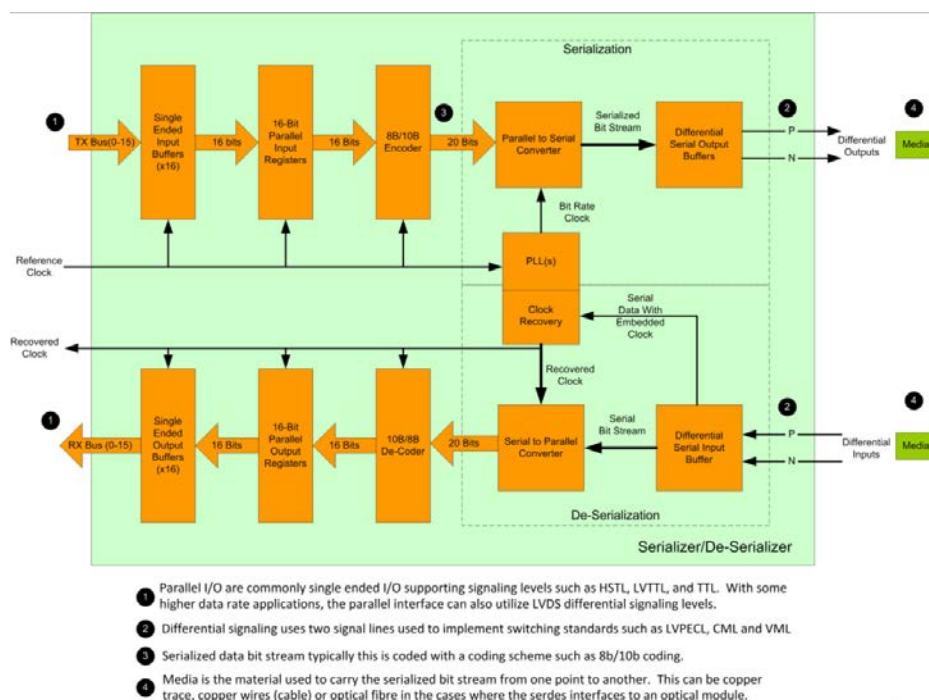 Serialization
1
TX Bus(0-15)
Single
Ended
Input
Buffers
(x16)
16 bits
16-Bit
Parallel
Input
Registers
16 Bits
8B/10B
Encoder
3
20 Bits
Parallel to Serial
Converter
Serialized
Bit Stream
Differential
Serial Output
Buffers
2
P
N
Differential
Outputs
4
Media
Bit Rate
Clock
Reference
Clock
PLL(s)
Clock
Recovery
Serial
Data With
Embedded
Clock
Recovered
Clock
Recovered
Clock
1
RX Bus (0-15)
Single
Ended
Output
Buffers
(x16)
16 Bits
16-Bit
Parallel
Output
Registers
16 Bits
10B/8B
De-Coder
20 Bits
Serial to Parallel
Converter
Serial
Bit Stream
Differential
Serial Input
Buffer
2
P
N
Differential
Inputs
4
Media
De-Serialization
Serializer/De-Serializer
1 Parallel I/O are commonly single ended I/O supporting signaling levels such as HSTL, LVTTL, and TTL. With some
higher data rate applications, the parallel interface can also utilize LVDS differential signaling levels.
2 Differential signaling uses two signal lines used to implement switching standards such as LVPECL, CML and VML
3 Serialized data bit stream typically this is coded with a coding scheme such as 8b/10b coding.
4 Media is the material used to carry the serialized bit stream from one point to another. This can be copper
trace, copper wires (cable) or optical fibre in the cases where the serdes interfaces to an optical module.